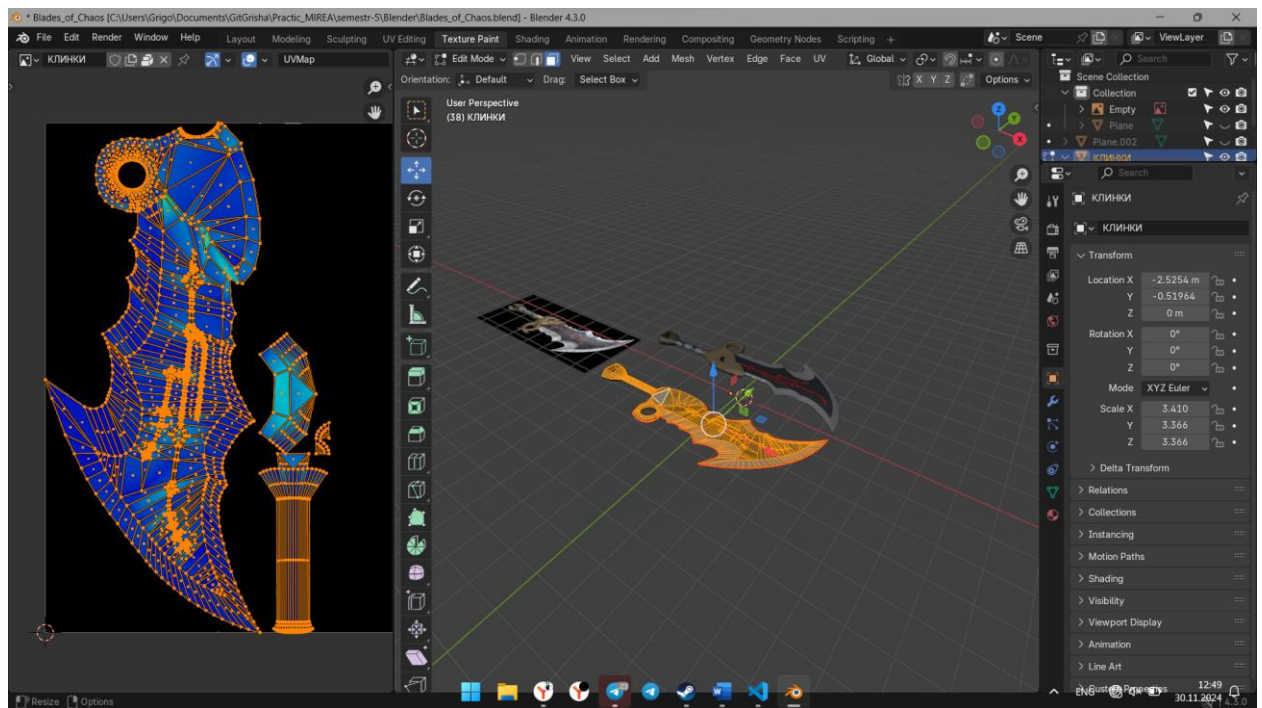 * Blades_of_Chaos [C:\Users\Grigo\Documents\GitGrisha\Practic_MIREA\semestr-5\Blender\Blades_of_Chaos.blend] - Blender 4.3.0
File Edit Render Window Help Layout Modeling Sculpting UV Editing Texture Paint Shading Animation Rendering Compositing Geometry Nodes Scripting + Scene ViewLayer
КЛИНКИ UVMap Edit Mode View Select Add Mesh Vertex Edge Face UV Global Search
Orientation: Default Drag: Select Box X Y Z Options
Scene Collection
Collection
Empty
Plane
Plane.002
КЛИНКИ
User Perspective
(38) КЛИНКИ
Z
Y
X
Search
КЛИНКИ
КЛИНКИ
Transform
Location X -2.5254 m
Y -0.51964
Z 0 m
Rotation X 0°
Y 0°
Z 0°
Mode XYZ Euler
Scale X 3.410
Y 3.366
Z 3.366
Delta Transform
Relations
Collections
Instancing
Motion Paths
Shading
Visibility
Viewport Display
Animation
Line Art
Custom Properties
ENG 12:49
30.11.2024
Resize Options 4.3.0